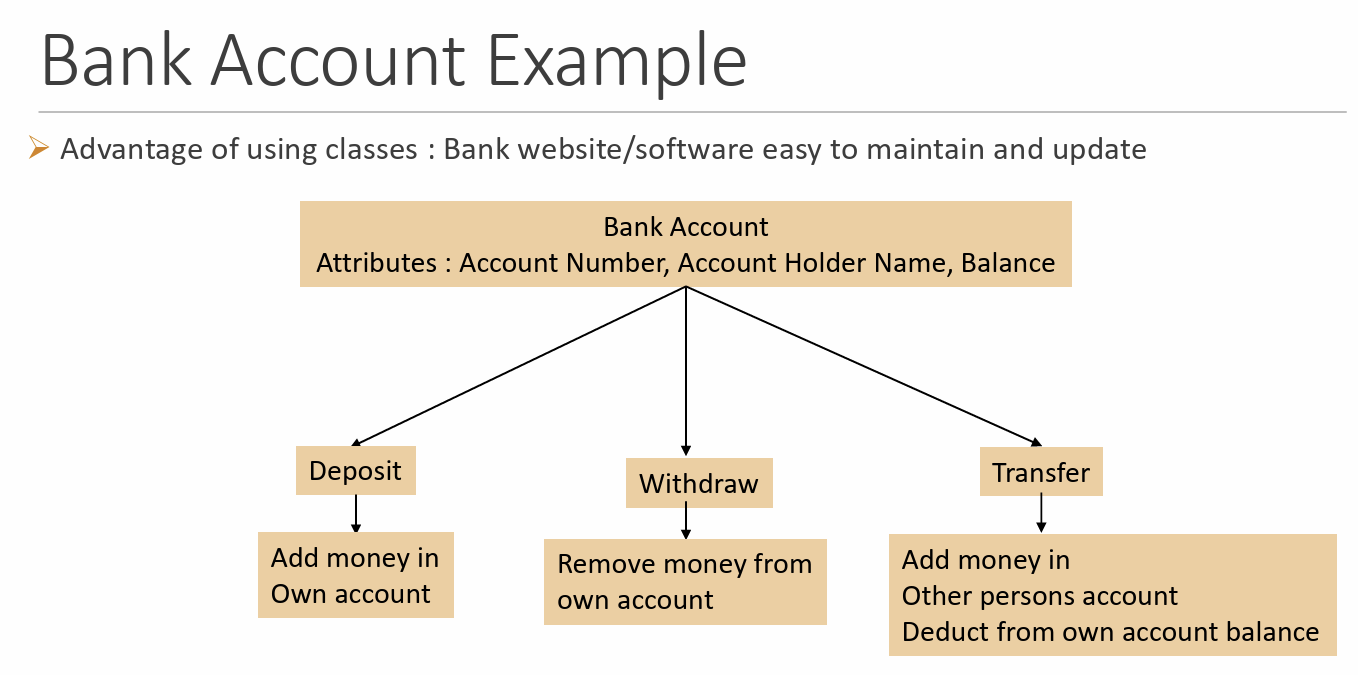 Bank Account Example
Advantage of using classes : Bank website/software easy to maintain and update
Bank Account
Attributes : Account Number, Account Holder Name, Balance
Deposit
Withdraw
Transfer
Add money in
Own account
Remove money from
own account
Add money in
Other persons account
Deduct from own account balance